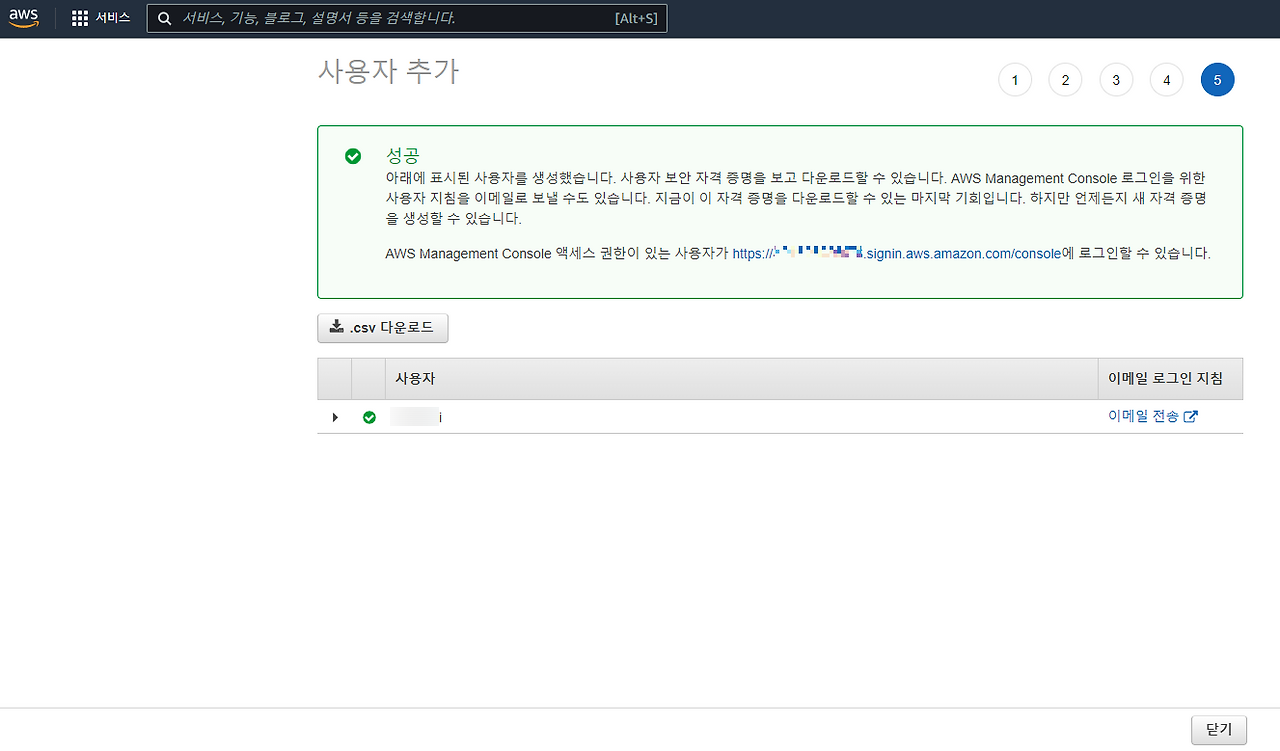 aws 서비스 서비스, 기능, 블로그, 설명서 등을 검색합니다. [Alt+S]
사용자 추가
1 2 3 4 5
성공
아래에 표시된 사용자를 생성했습니다. 사용자 보안 자격 증명을 보고 다운로드할 수 있습니다. AWS Management Console 로그인을 위한
사용자 지침을 이메일로 보낼 수도 있습니다. 지금이 이 자격 증명을 다운로드할 수 있는 마지막 기회입니다. 하지만 언제든지 새 자격 증명
을 생성할 수 있습니다.
AWS Management Console 액세스 권한이 있는 사용자가 https://.signin.aws.amazon.com/console에 로그인할 수 있습니다.
.csv 다운로드
사용자 이메일 로그인 지침
i 이메일 전송
닫기